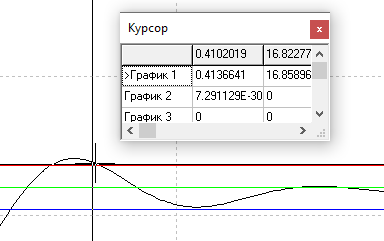 Курсор x
0.4102019 16.82277
>График 1 0.4136641 16.85896
График 2 7.291129E-30 0
График 3 0 0